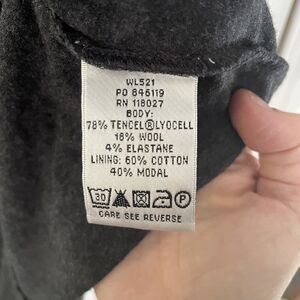 WL521
PO 846119
RN 118027
BODY:
78% TENCEL®LYOCELL
18% WOOL
4% ELASTANE
LINING: 60% COTTON
40% MODAL
30
P
CARE SEE REVERSE